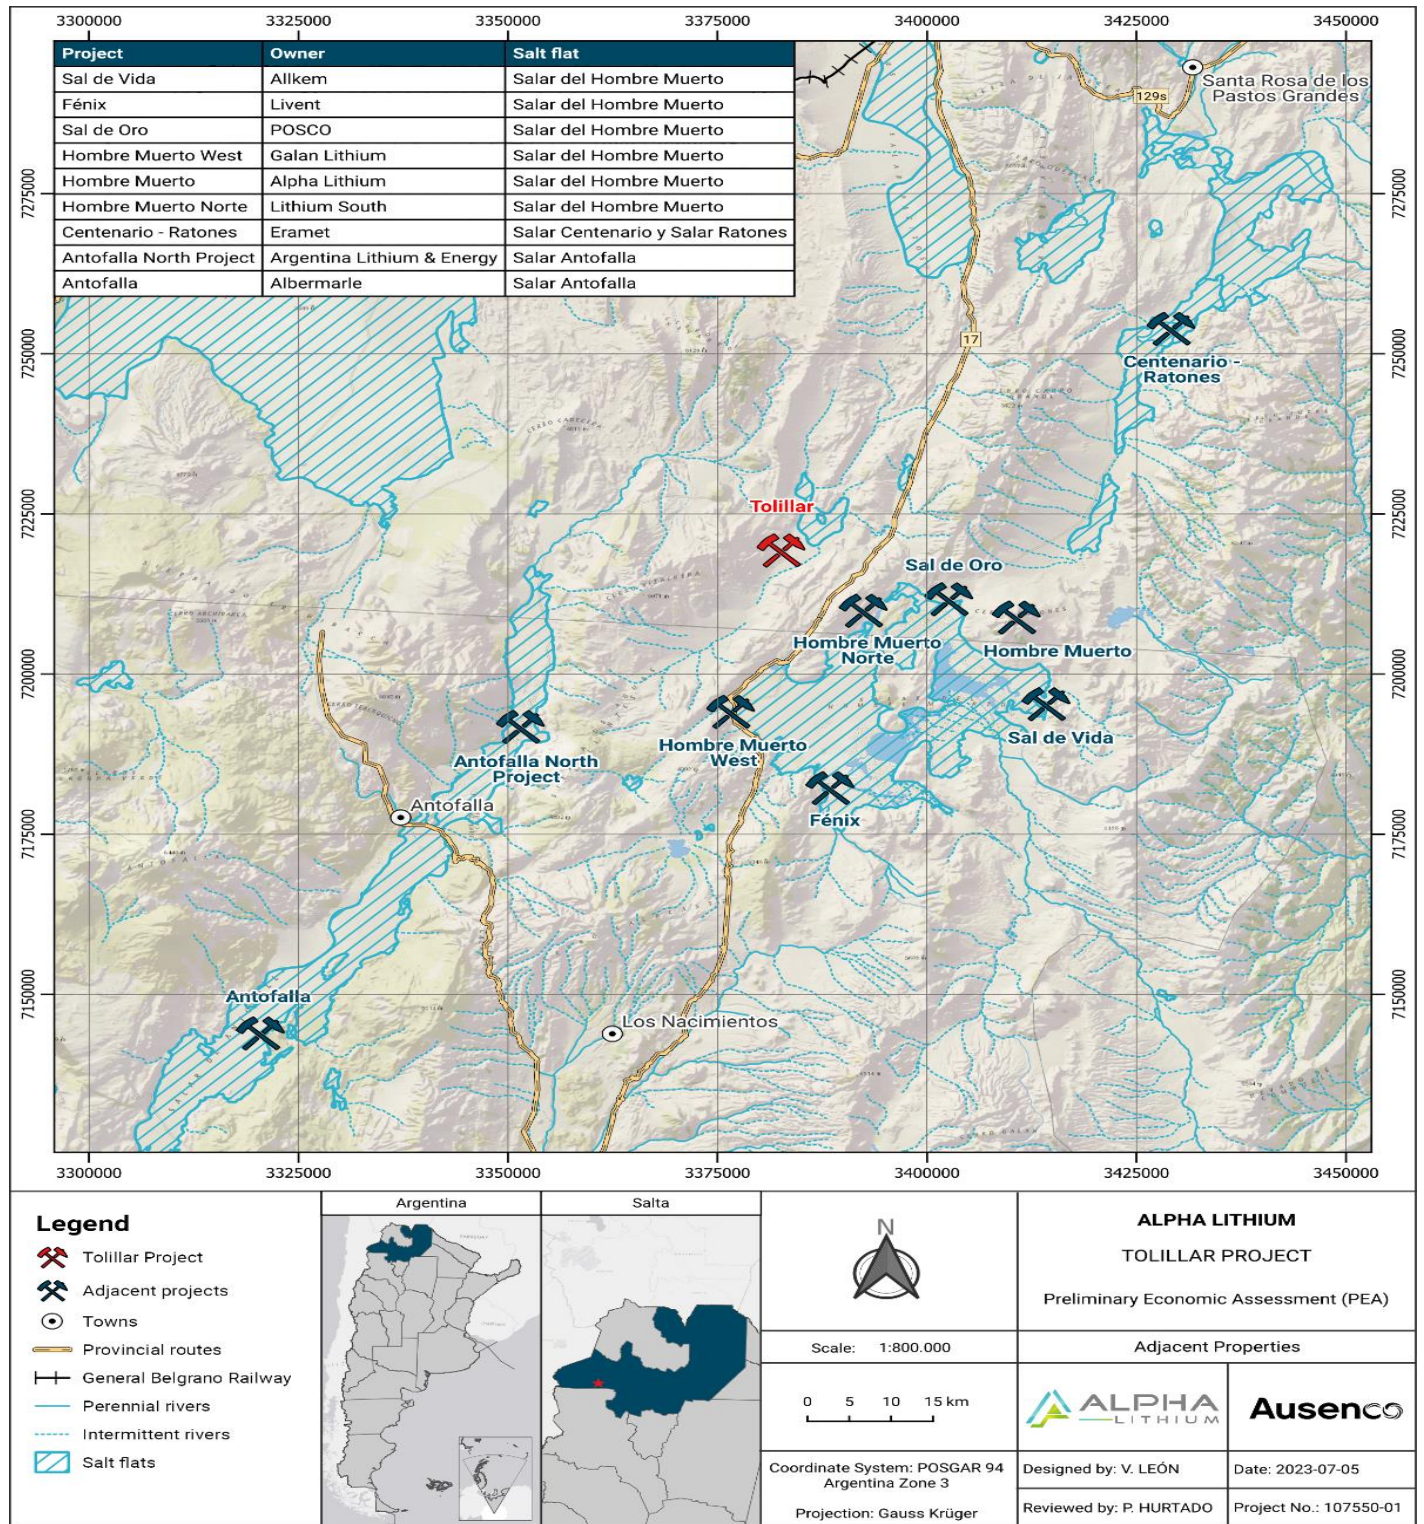 3300000 3325000 3350000 3375000 3400000 3425000 3450000
Project Owner Salt flat
Sal de Vida Allkem Salar del Hombre Muerto
Fénix Livent Salar del Hombre Muerto
Sal de Oro POSCO Salar del Hombre Muerto
Hombre Muerto West Galan Lithium Salar del Hombre Muerto
Hombre Muerto Alpha Lithium Salar del Hombre Muerto
Hombre Muerto Norte Lithium South Salar del Hombre Muerto
Centenario - Ratones Eramet Salar Centenario y Salar Ratones
Antofalla North Project Argentina Lithium & Energy Salar Antofalla
Antofalla Albermarle Salar Antofalla
Santa Rosa de los
Pastos Grandes
129s
7275000 7275000
17
7250000 7250000
Centenario -
Ratones
CERRO CABRERA
7225000 7225000
Tolillar
Sal de Oro
Hombre Muerto
Norte
Hombre Muerto
7200000 7200000
Hombre Muerto
West
Sal de Vida
Antofalla North
Project
Antofalla
Fénix
7175000 7175000
Antofalla
7150000 7150000
Los Nacimientos
3300000 3325000 3350000 3375000 3400000 3425000 3450000
Legend
Tolillar Project
Adjacent projects
Towns
Provincial routes
General Belgrano Railway
Perennial rivers
Intermittent rivers
Salt flats
Argentina
Salta
N
Scale: 1:800.000
0 5 10 15 km
Coordinate System: POSGAR 94
Argentina Zone 3
Projection: Gauss Krüger
ALPHA LITHIUM
TOLILLAR PROJECT
Preliminary Economic Assessment (PEA)
Adjacent Properties
ALPHA
LITHIUM
Ausenco
Designed by: V. LEÓN
Date: 2023-07-05
Reviewed by: P. HURTADO
Project No.: 107550-01